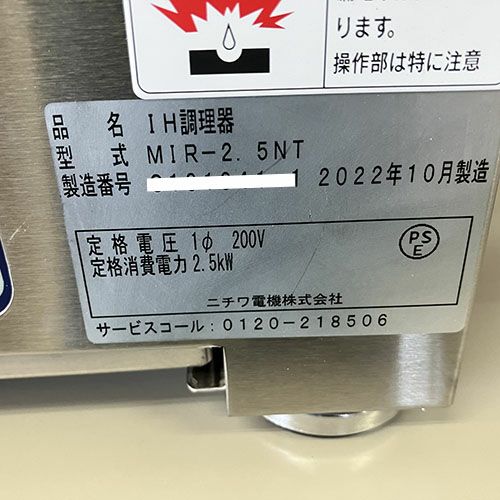 ります。
操作部は特に注意
品名 IH調理器
型式 MIR-2.5NT
製造番号 1 2022年10月製造
定格電圧 1φ 200V
定格消費電力 2.5kW
PS
E
ニチワ電機株式会社
サービスコール:0120-218506